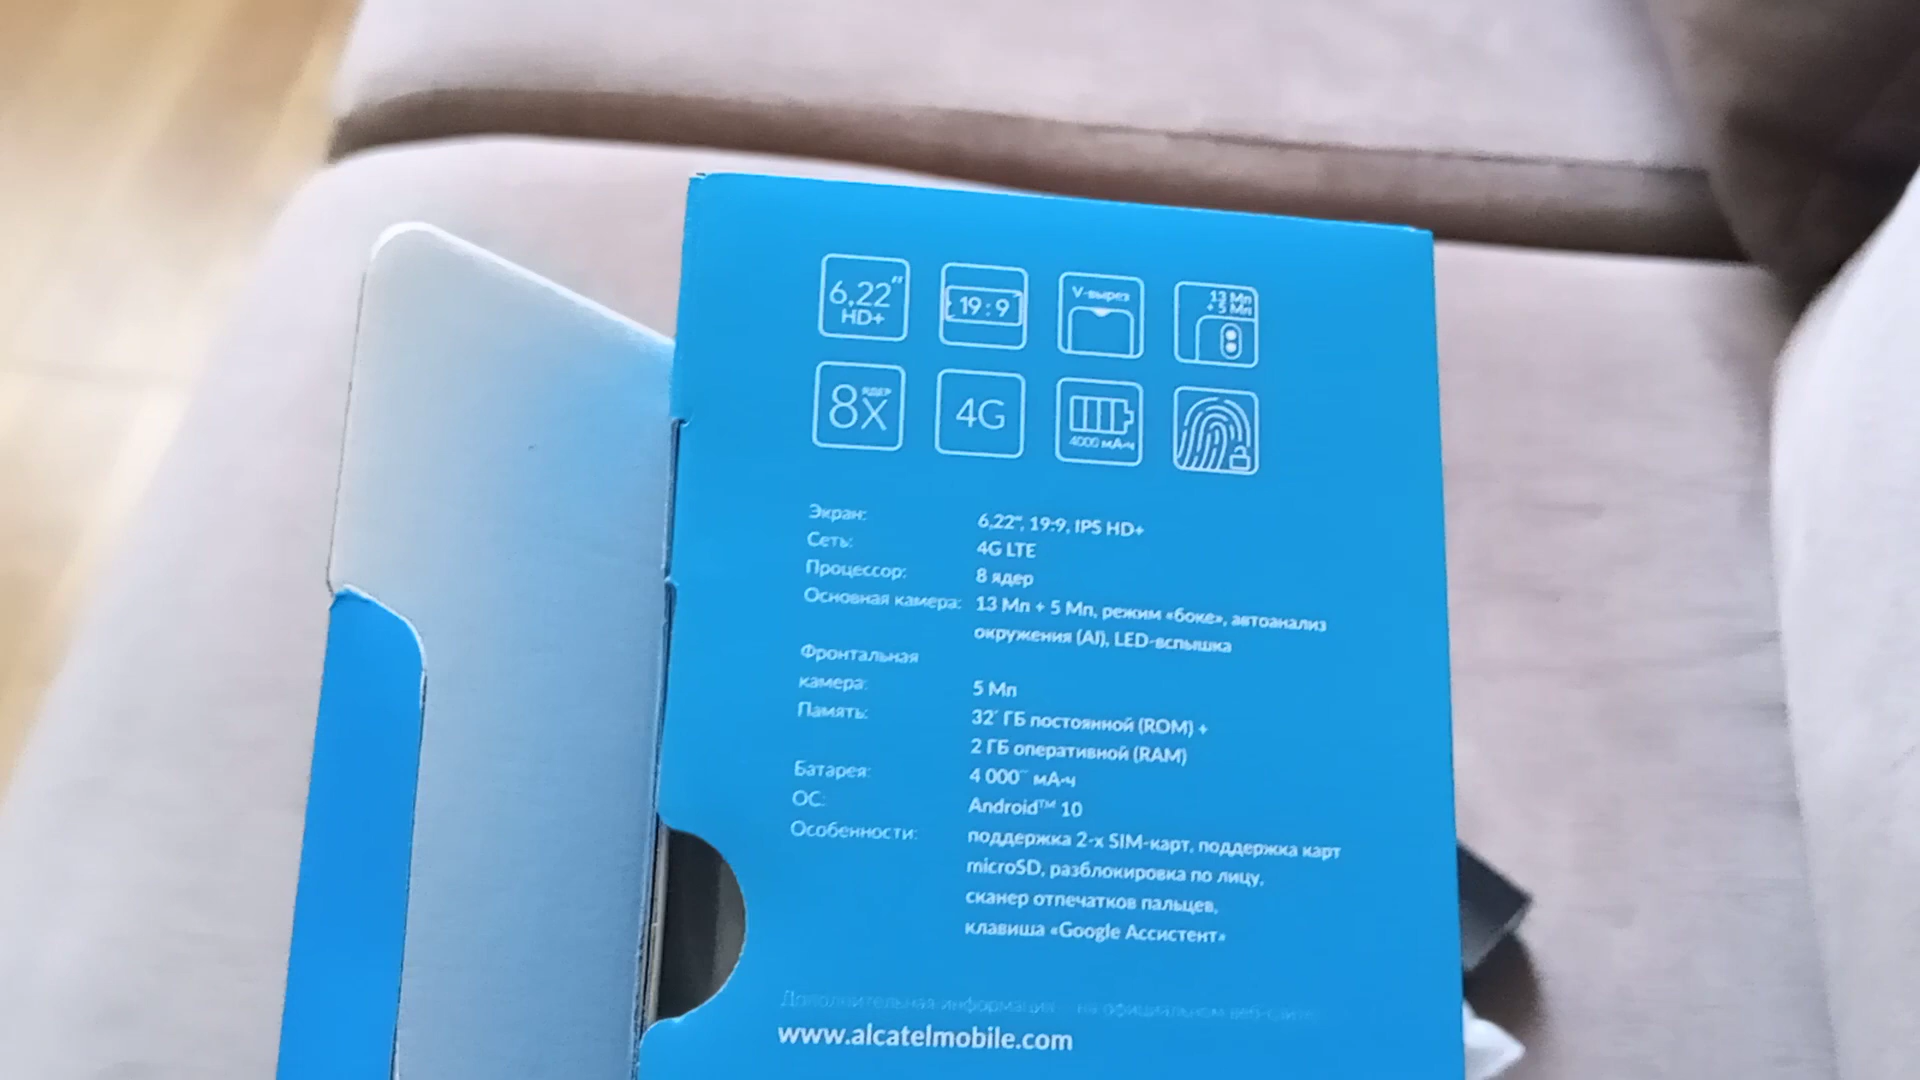 6,22"
HD+
19:9
V-вырез
13 Мп
+ 5 Мп
8X ядер
4G
4000 мА•ч
Экран: 6,22", 19:9, IPS HD+
Сеть: 4G LTE
Процессор: 8 ядер
Основная камера: 13 Мп + 5 Мп, режим «боке», автоанализ
окружения (AI), LED-вспышка
Фронтальная
камера: 5 Мп
Память: 32* ГБ постоянной (ROM) +
2 ГБ оперативной (RAM)
Батарея: 4 000** мА•ч
ОС: Android™ 10
Особенности: поддержка 2-х SIM-карт, поддержка карт
microSD, разблокировка по лицу,
сканер отпечатков пальцев,
клавиша «Google Ассистент»
Дополнительная информация - на официальном веб-сайте
www.alcatelmobile.com